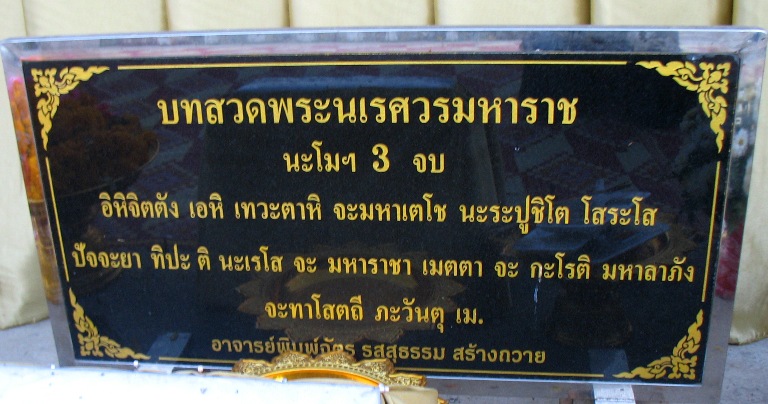 บทสวดพระนเรศวรมหาราช
นะโมฯ 3 จบ
อิหิจิตตัง เอหิ เทวะตาหิ จะมหาเตโช นะระปูชิโต โสระโส
ปัจจะยา ทิปะ ติ นะเรโส จะ มหาราชา เมตตา จะ กะโรติ มหาลาภัง
จะทาโสตถี ภะวันตุ เม.
อาจารย์พิมพ์ฉัตร รสสุธรรม สร้างถวาย